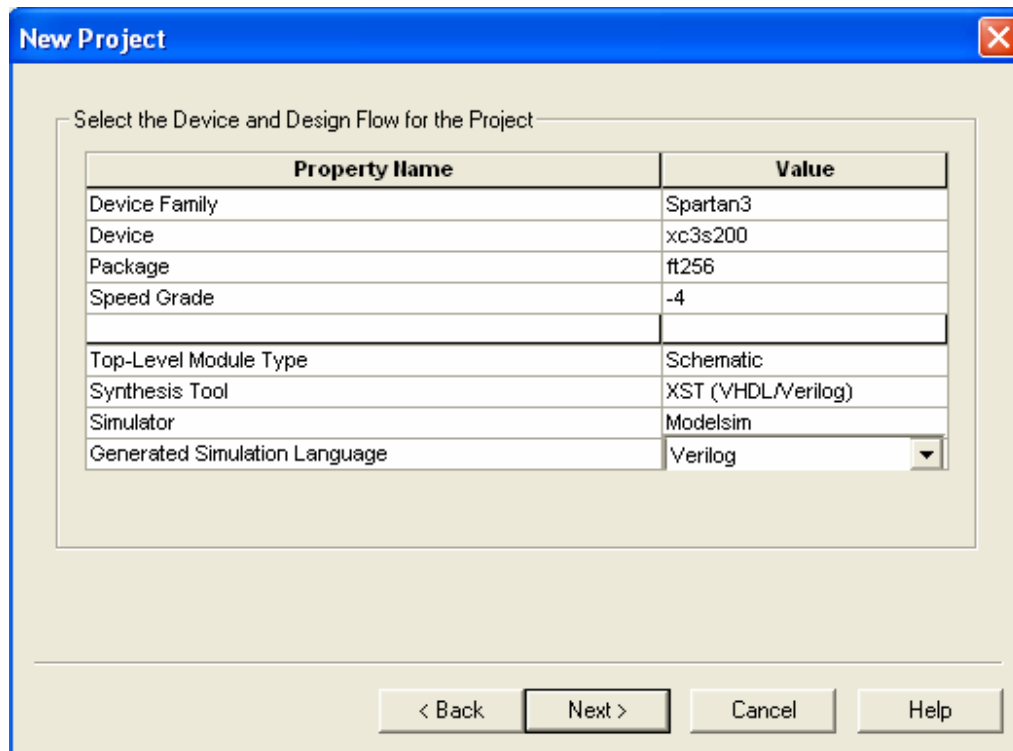 New Project
Select the Device and Design Flow for the Project
Property Name Value
Device Family Spartan3
Device xc3s200
Package ft256
Speed Grade -4
Top-Level Module Type Schematic
Synthesis Tool XST (VHDL/Verilog)
Simulator Modelsim
Generated Simulation Language Verilog
< Back Next > Cancel Help